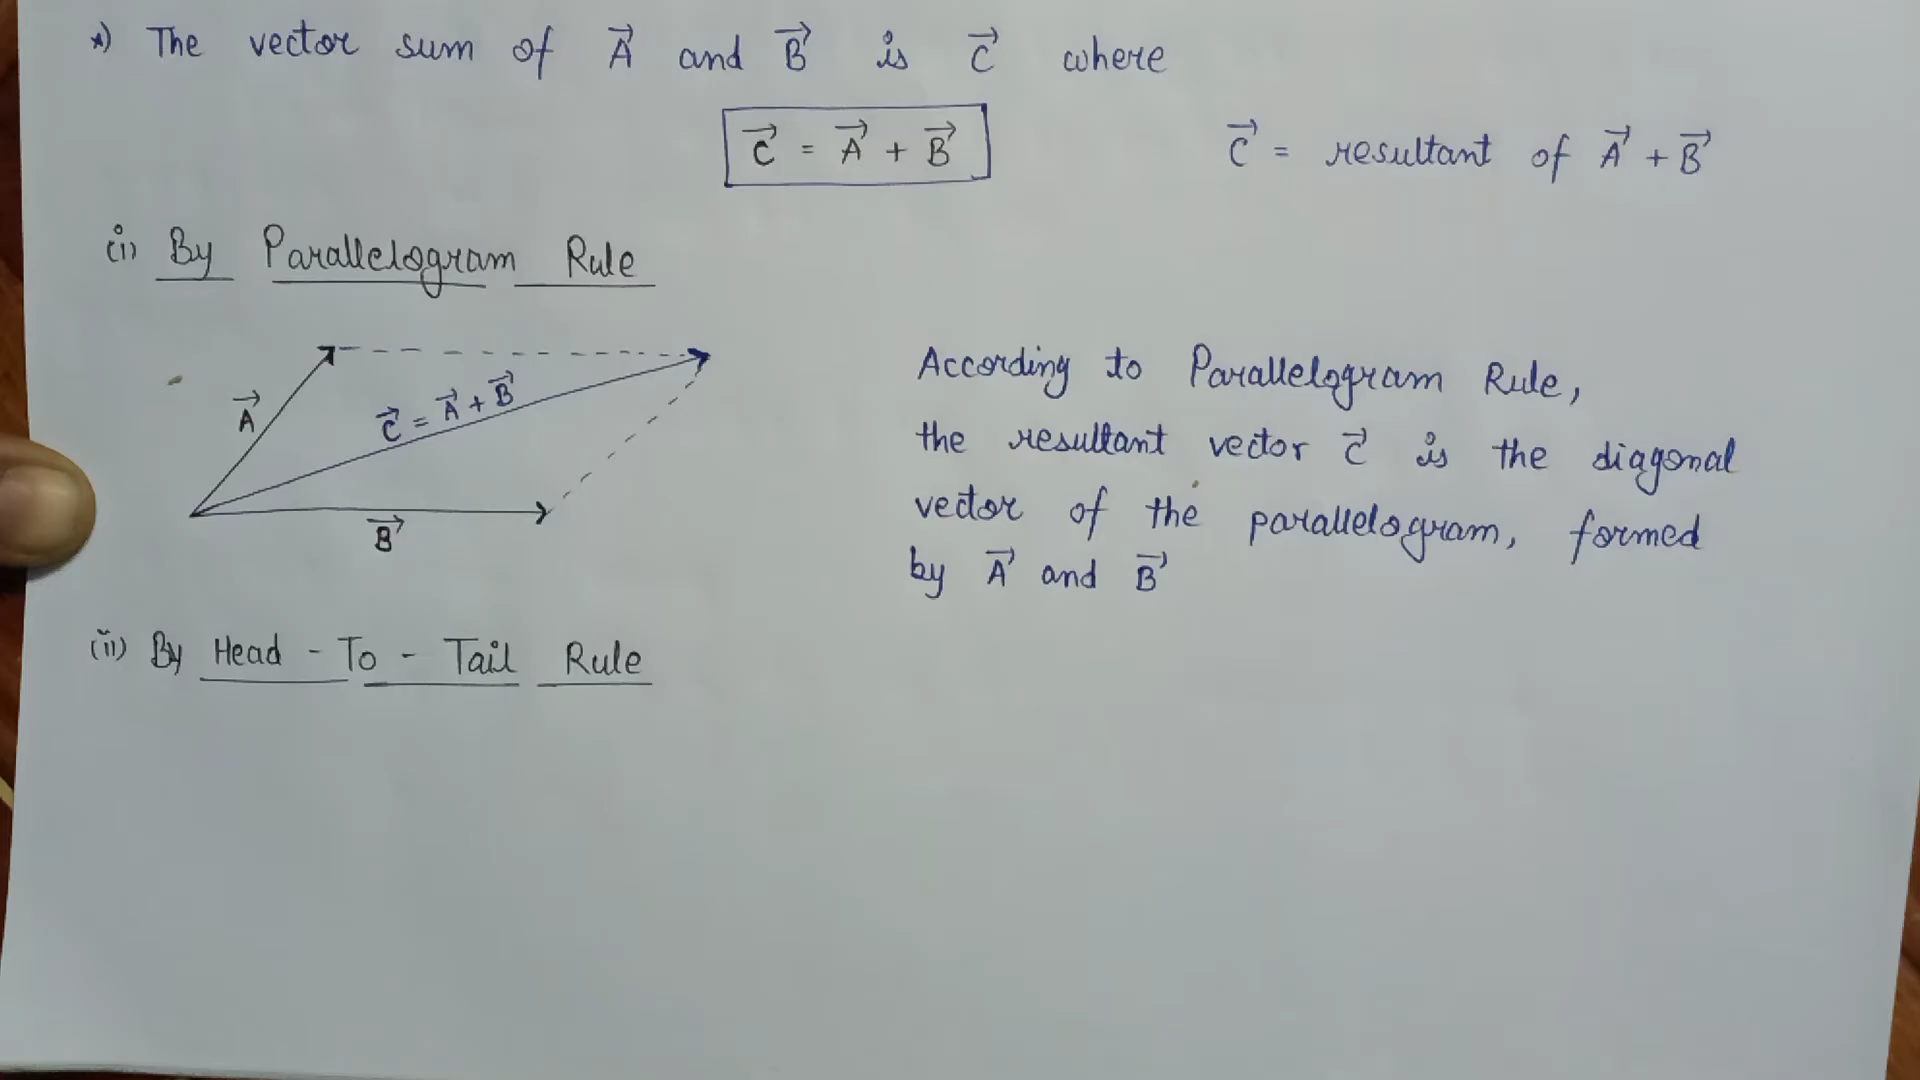 *) The vector sum of A⃗ and B⃗ is C⃗ where
C⃗ = A⃗ + B⃗
C⃗ = resultant of A⃗ + B⃗
(i) By Parallelogram Rule
A⃗
C⃗ = A⃗ + B⃗
B⃗
According to Parallelogram Rule,
the resultant vector C⃗ is the diagonal
vector of the parallelogram, formed
by A⃗ and B⃗
(ii) By Head - To - Tail Rule